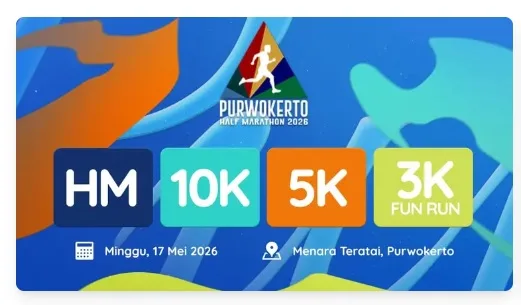 PURWOKERTO
HALF MARATHON 2026
HM
10K
5K
3K
FUN RUN
Minggu, 17 Mei 2026
Menara Teratai, Purwokerto